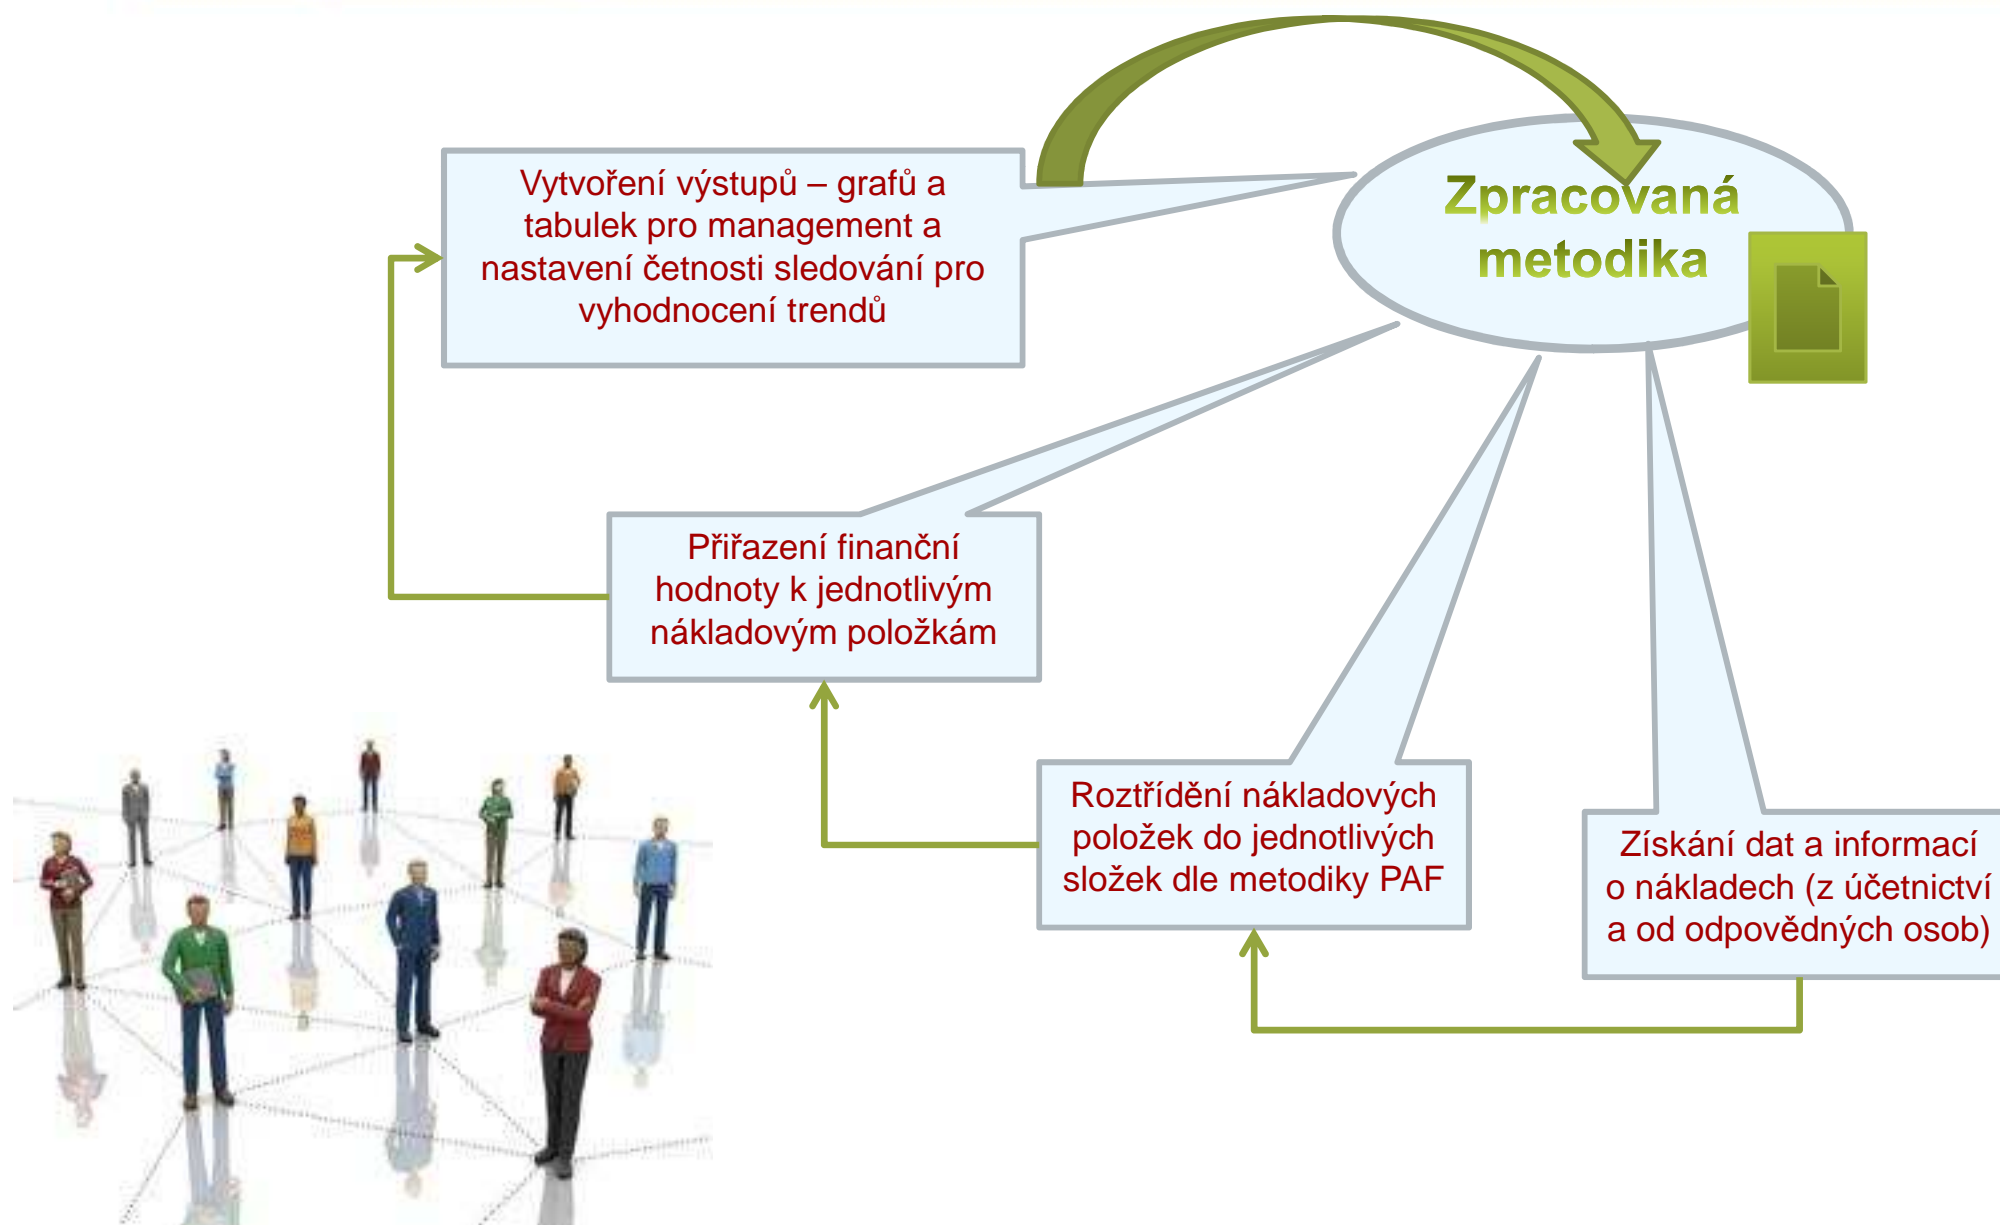 Vytvoření výstupů – grafů a
tabulek pro management a
nastavení četnosti sledování pro
vyhodnocení trendů
Zpracovaná
metodika
Přiřazení finanční
hodnoty k jednotlivým
nákladovým položkám
Roztřídění nákladových
položek do jednotlivých
složek dle metodiky PAF
Získání dat a informací
o nákladech (z účetnictví
a od odpovědných osob)